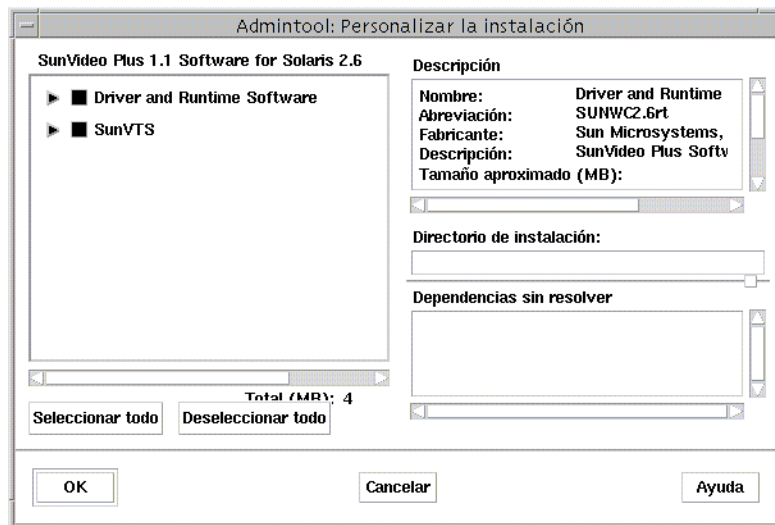 Admintool: Personalizar la instalación
SunVideo Plus 1.1 Software for Solaris 2.6
Driver and Runtime Software
SunVTS
Total (MB): 4
Seleccionar todo
Deseleccionar todo
Descripción
Nombre: Driver and Runtime
Abreviación: SUNWC2.6rt
Fabricante: Sun Microsystems,
Descripción: SunVideo Plus Softw
Tamaño aproximado (MB):
Directorio de instalación:
Dependencias sin resolver
OK
Cancelar
Ayuda